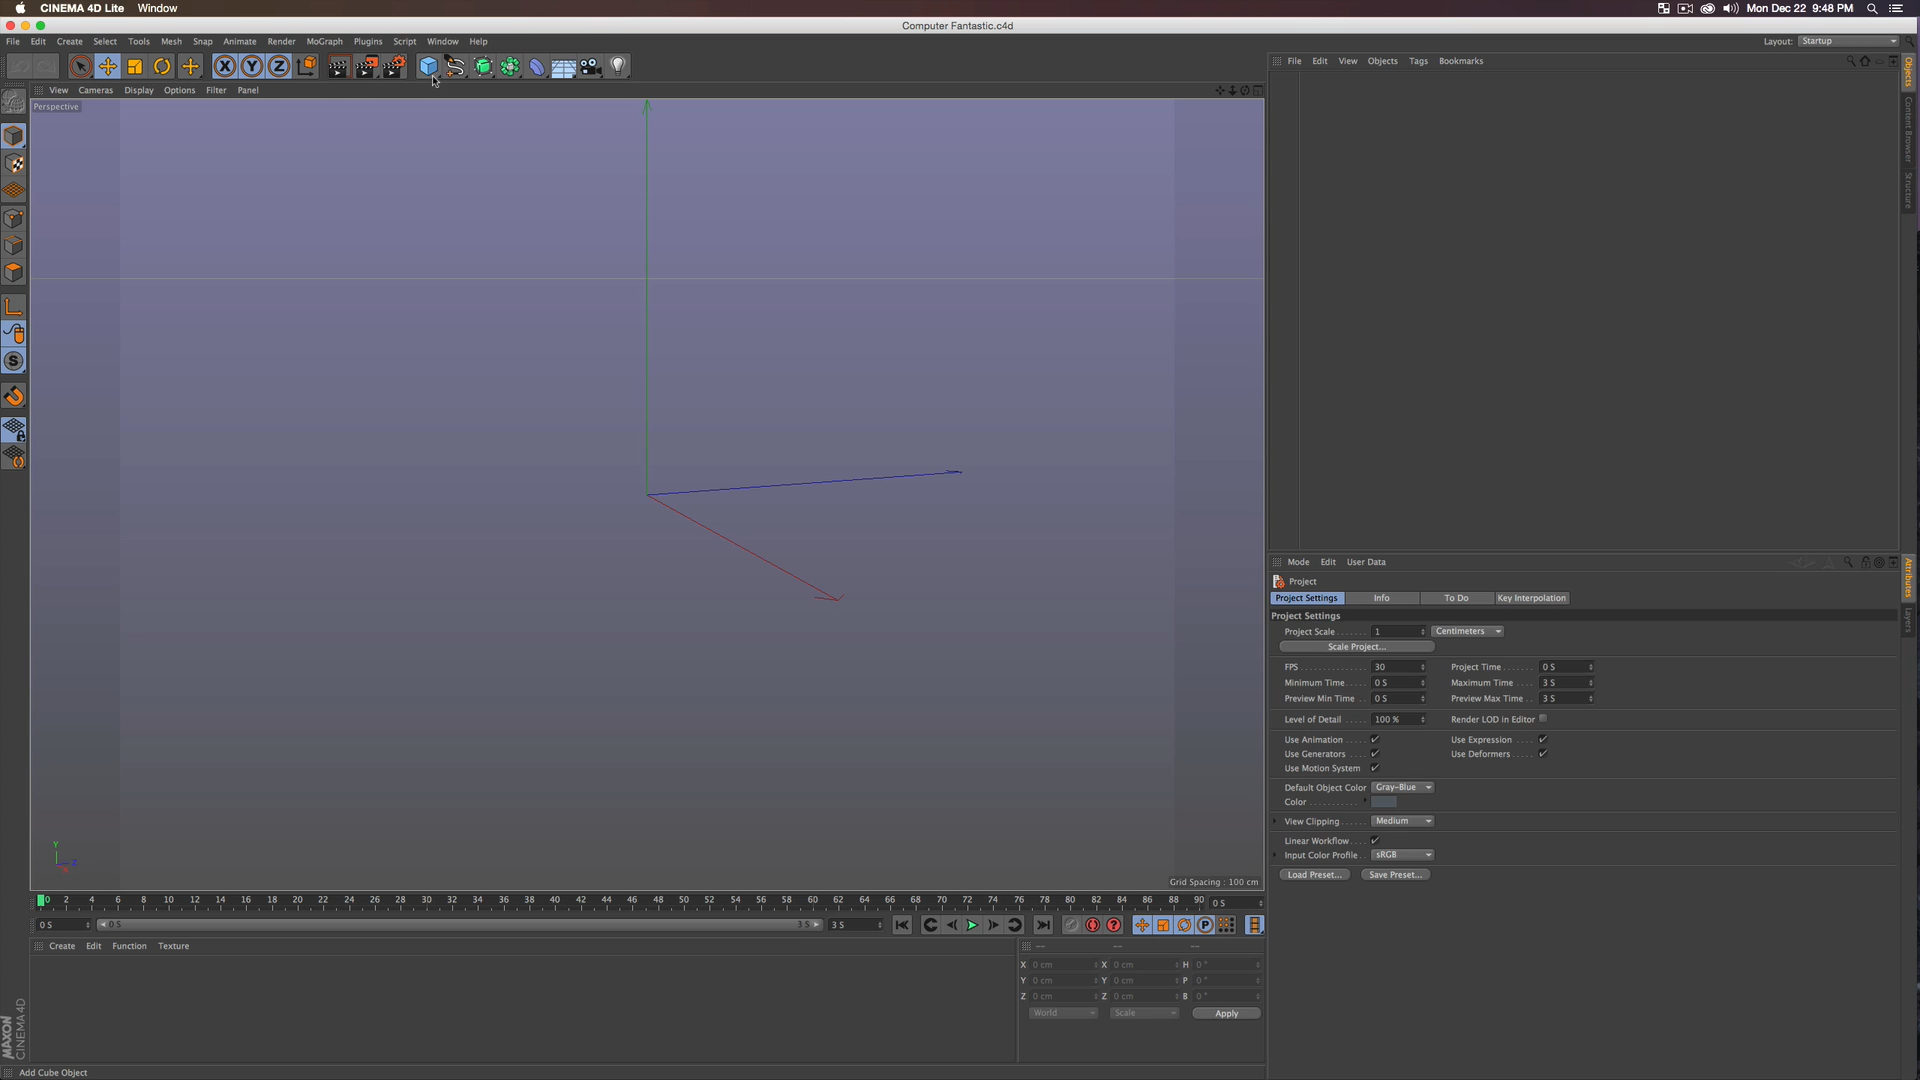 CINEMA 4D Lite Window Mon Dec 22 9:48 PM
Computer Fantastic.c4d
File Edit Create Select Tools Mesh Snap Animate Render MoGraph Plugins Script Window Help Layout: Startup
X Y Z
File Edit View Objects Tags Bookmarks
Objects
Content Browser
Structure
View Cameras Display Options Filter Panel
Perspective
S
Y
Z
X
Grid Spacing : 100 cm
Mode Edit User Data
Attributes
Layers
Project
Project Settings Info To Do Key Interpolation
Project Settings
Project Scale....... 1 Centimeters
Scale Project...
FPS 30 Project Time 0 S
Minimum Time 0 S Maximum Time 3 S
Preview Min Time 0 S Preview Max Time 3 S
Level of Detail 100 % Render LOD in Editor
Use Animation Use Expression
Use Generators Use Deformers
Use Motion System
Default Object Color Gray-Blue
Color
View Clipping Medium
Linear Workflow
Input Color Profile sRGB
Load Preset... Save Preset...
0 2 4 6 8 10 12 14 16 18 20 22 24 26 28 30 32 34 36 38 40 42 44 46 48 50 52 54 56 58 60 62 64 66 68 70 72 74 76 78 80 82 84 86 88 90 0 S
0 S 0 S 3 S 3 S ? P
Create Edit Function Texture
-- -- --
X 0 cm X 0 cm H 0 °
Y 0 cm Y 0 cm P 0 °
Z 0 cm Z 0 cm B 0 °
World Scale Apply
MAXON
CINEMA 4D
Add Cube Object